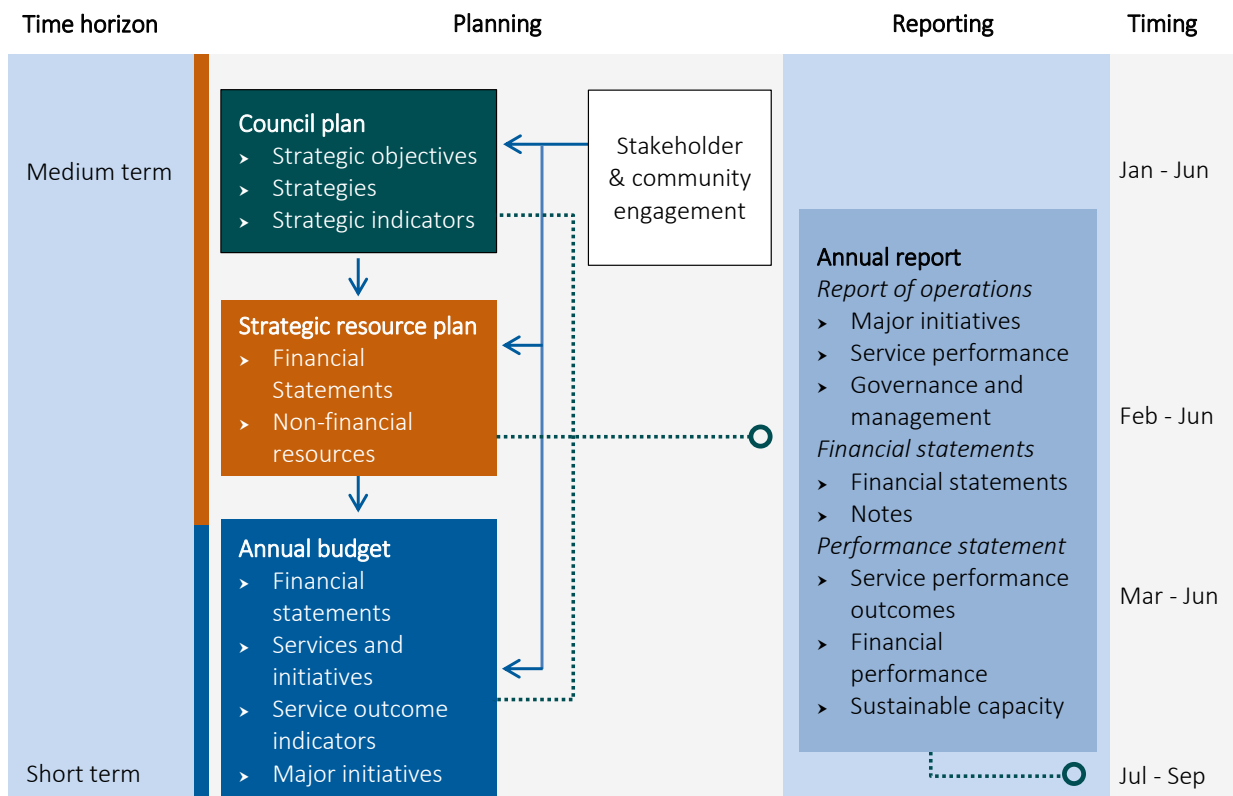 Time horizon
Planning
Reporting
Timing
Medium term
Short term
Council plan
➤ Strategic objectives
➤ Strategies
➤ Strategic indicators
Stakeholder
& community
engagement
Strategic resource plan
➤ Financial
Statements
➤ Non-financial
resources
Annual budget
➤ Financial
statements
➤ Services and
initiatives
➤ Service outcome
indicators
➤ Major initiatives
Annual report
Report of operations
➤ Major initiatives
➤ Service performance
➤ Governance and
management
Financial statements
➤ Financial statements
➤ Notes
Performance statement
➤ Service performance
outcomes
➤ Financial
performance
➤ Sustainable capacity
Jan - Jun
Feb - Jun
Mar - Jun
Jul - Sep